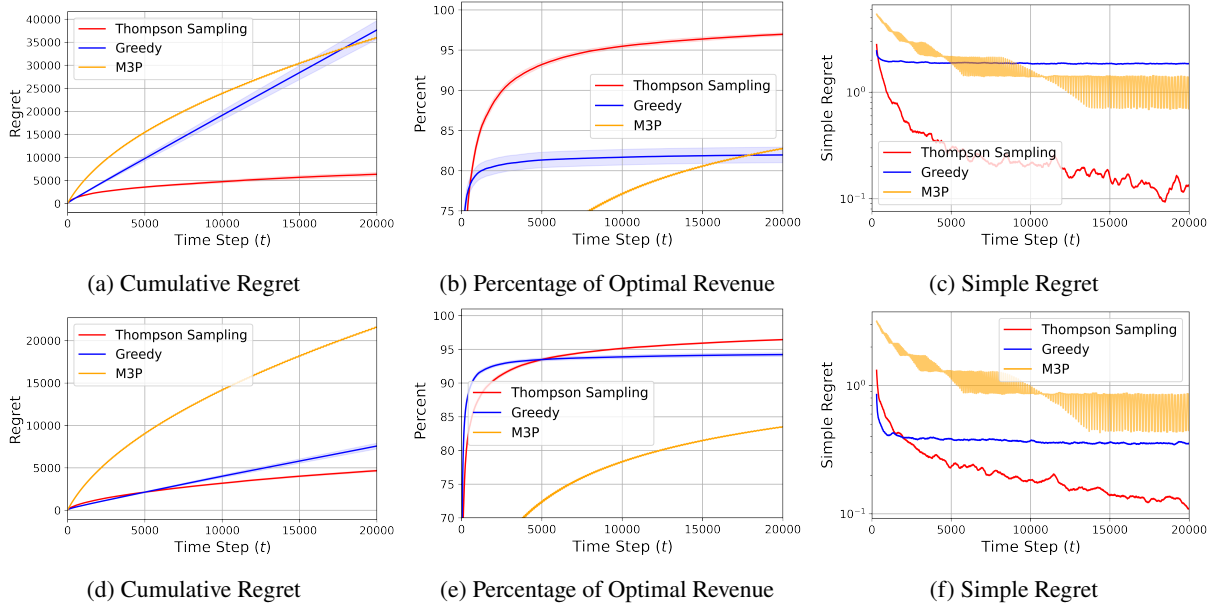 40000
35000
30000
25000
20000
15000
10000
5000
0
Regret
Thompson Sampling
Greedy
M3P
0 5000 10000 15000 20000
Time Step (t)
(a) Cumulative Regret
95
90
85
80
75
Percent
Thompson Sampling
Greedy
M3P
0 5000 10000 15000 20000
Time Step (t)
(b) Percentage of Optimal Revenue
10⁰
10⁻¹
Simple Regret
Thompson Sampling
Greedy
M3P
0 5000 10000 15000 20000
Time Step (t)
(c) Simple Regret
20000
15000
10000
5000
0
Regret
Thompson Sampling
Greedy
M3P
0 5000 10000 15000 20000
Time Step (t)
(d) Cumulative Regret
100
95
90
85
80
75
70
Percent
Thompson Sampling
Greedy
M3P
0 5000 10000 15000 20000
Time Step (t)
(e) Percentage of Optimal Revenue
10⁰
10⁻¹
Simple Regret
Thompson Sampling
Greedy
M3P
0 5000 10000 15000 20000
Time Step (t)
(f) Simple Regret